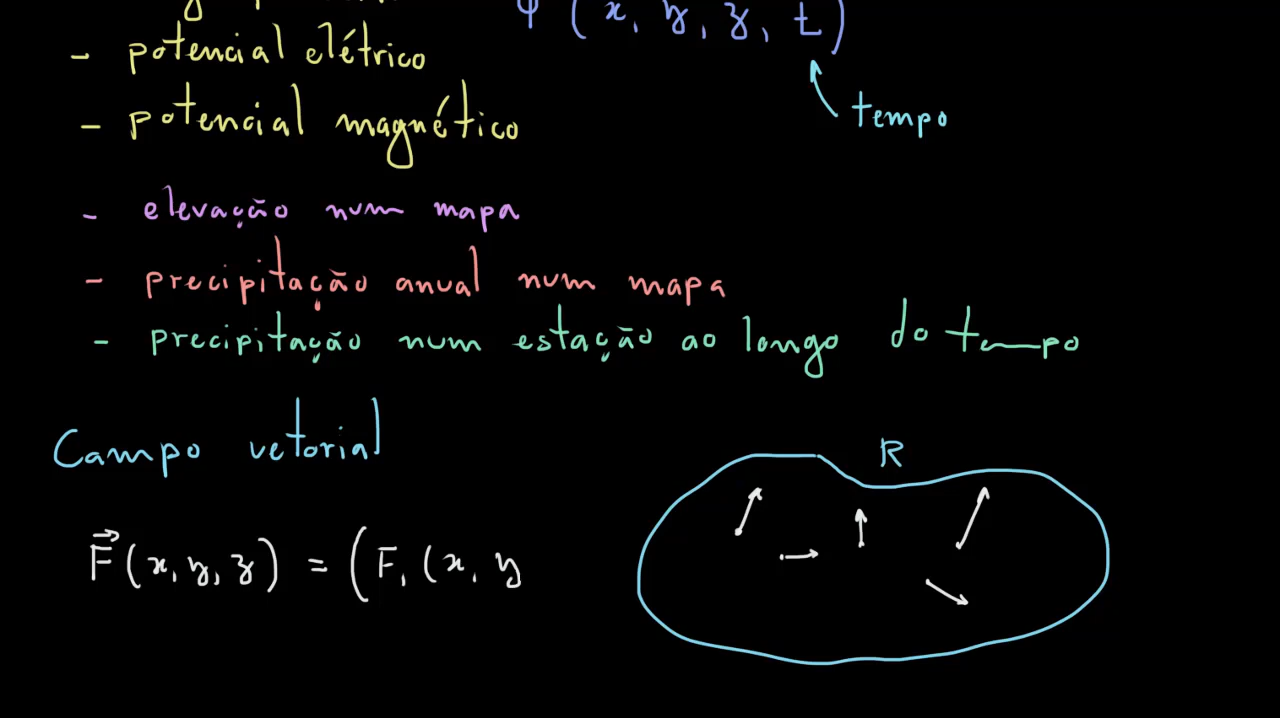 φ (x, y, z, t)
- potencial elétrico
- potencial magnético
tempo
- elevação num mapa
- precipitação anual num mapa
- precipitação num estação ao longo do tempo
Campo vetorial
R
F⃗(x, y, z) = (F₁(x, y